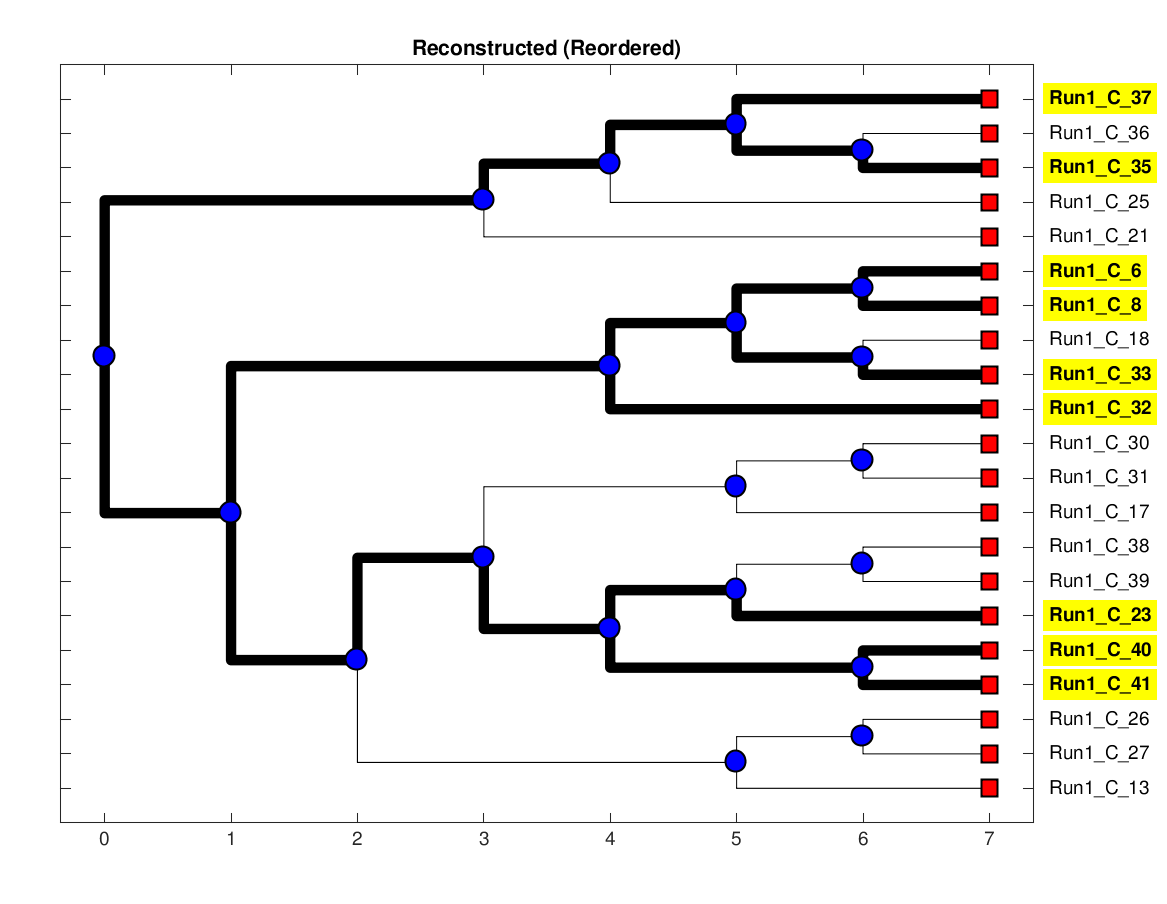 Reconstructed (Reordered)
Run1_C_37
Run1_C_36
Run1_C_35
Run1_C_25
Run1_C_21
Run1_C_6
Run1_C_8
Run1_C_18
Run1_C_33
Run1_C_32
Run1_C_30
Run1_C_31
Run1_C_17
Run1_C_38
Run1_C_39
Run1_C_23
Run1_C_40
Run1_C_41
Run1_C_26
Run1_C_27
Run1_C_13
0 1 2 3 4 5 6 7